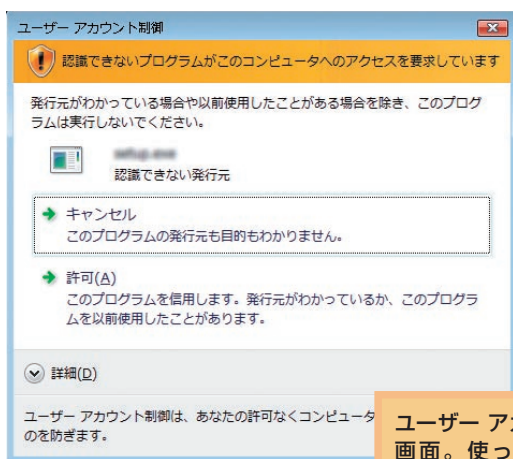 ユーザー アカウント制御
認識できないプログラムがこのコンピュータへのアクセスを要求しています
発行元がわかっている場合や以前使用したことがある場合を除き、このプログ
ラムは実行しないでください。
setup.exe
認識できない発行元
キャンセル
このプログラムの発行元も目的もわかりません。
許可(A)
このプログラムを信用します。発行元がわかっているか、このプログラ
ムを以前使用したことがあります。
詳細(D)
ユーザー アカウント制御は、あなたの許可なくコンピュータ
のを防ぎます。
ユーザー アカ
画面。使っ